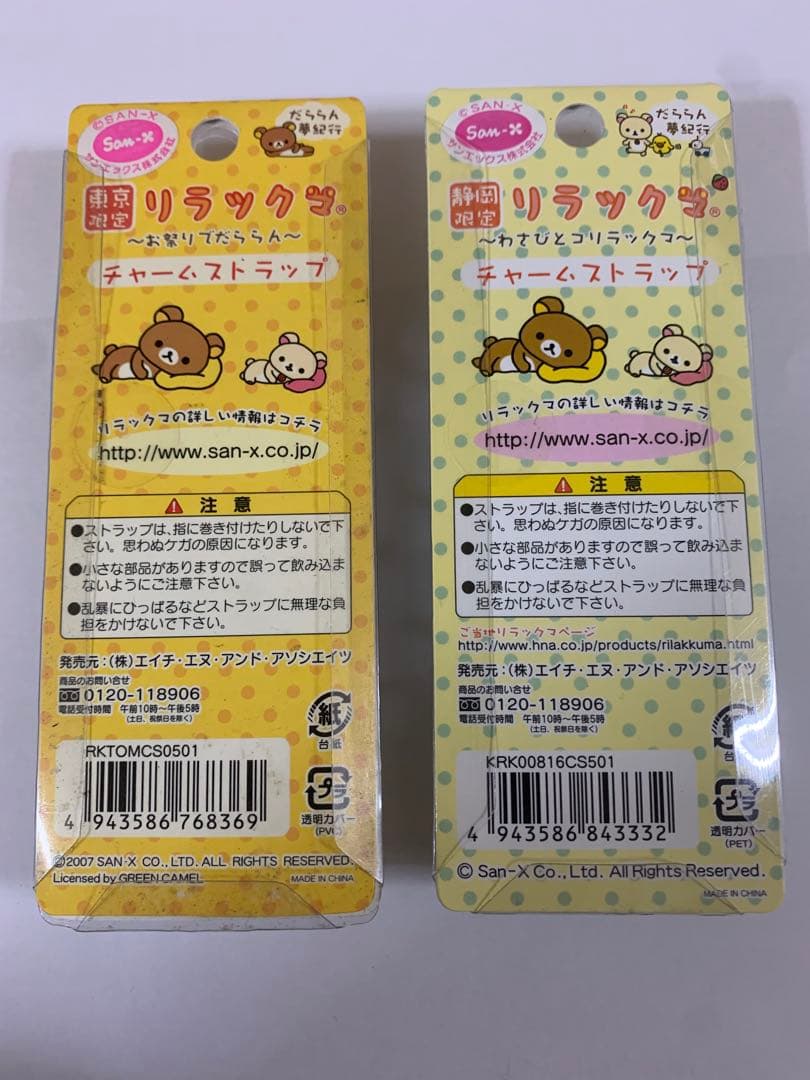 ©SAN-X
San-X
サンエックス株式会社
だららん
夢紀行
東京
限定
リラックマ®
～お祭りでだららん～
チャームストラップ
リラックマの詳しい情報はコチラ
http://www.san-x.co.jp/
注意
●ストラップは、指に巻き付けたりしないで下
さい。思わぬケガの原因になります。
●小さな部品がありますので誤って飲み込ま
ないようにご注意下さい。
●乱暴にひっぱるなどストラップに無理な負
担をかけないで下さい。
発売元：(株)エイチ・エヌ・アンド・アソシエイツ
商品のお問い合せ
0120-118906
電話受付時間 午前10時～午後5時
(土日、祝祭日を除く)
紙
台紙
RKTOMCS0501
4 943586 768369
プラ
透明カバー
(PVC)
©2007 SAN-X CO., LTD. ALL RIGHTS RESERVED.
Licensed by GREEN CAMEL
MADE IN CHINA
©SAN-X
San-X
サンエックス株式会社
だららん
夢紀行
静岡
限定
リラックマ®
～わさびとコリラックマ～
チャームストラップ
リラックマの詳しい情報はコチラ
http://www.san-x.co.jp/
注意
●ストラップは、指に巻き付けたりしないで下
さい。思わぬケガの原因になります。
●小さな部品がありますので誤って飲み込ま
ないようにご注意下さい。
●乱暴にひっぱるなどストラップに無理な負
担をかけないで下さい。
ご当地リラックマページ
http://www.hna.co.jp/products/rilakkuma.html
発売元：(株)エイチ・エヌ・アンド・アソシエイツ
商品のお問い合せ
0120-118906
電話受付時間 午前10時～午後5時
(土日、祝祭日を除く)
紙
台紙
KRK00816CS501
4 943586 843332
プラ
透明カバー
(PET)
© San-X Co., Ltd. All Rights Reserved.
MADE IN CHINA